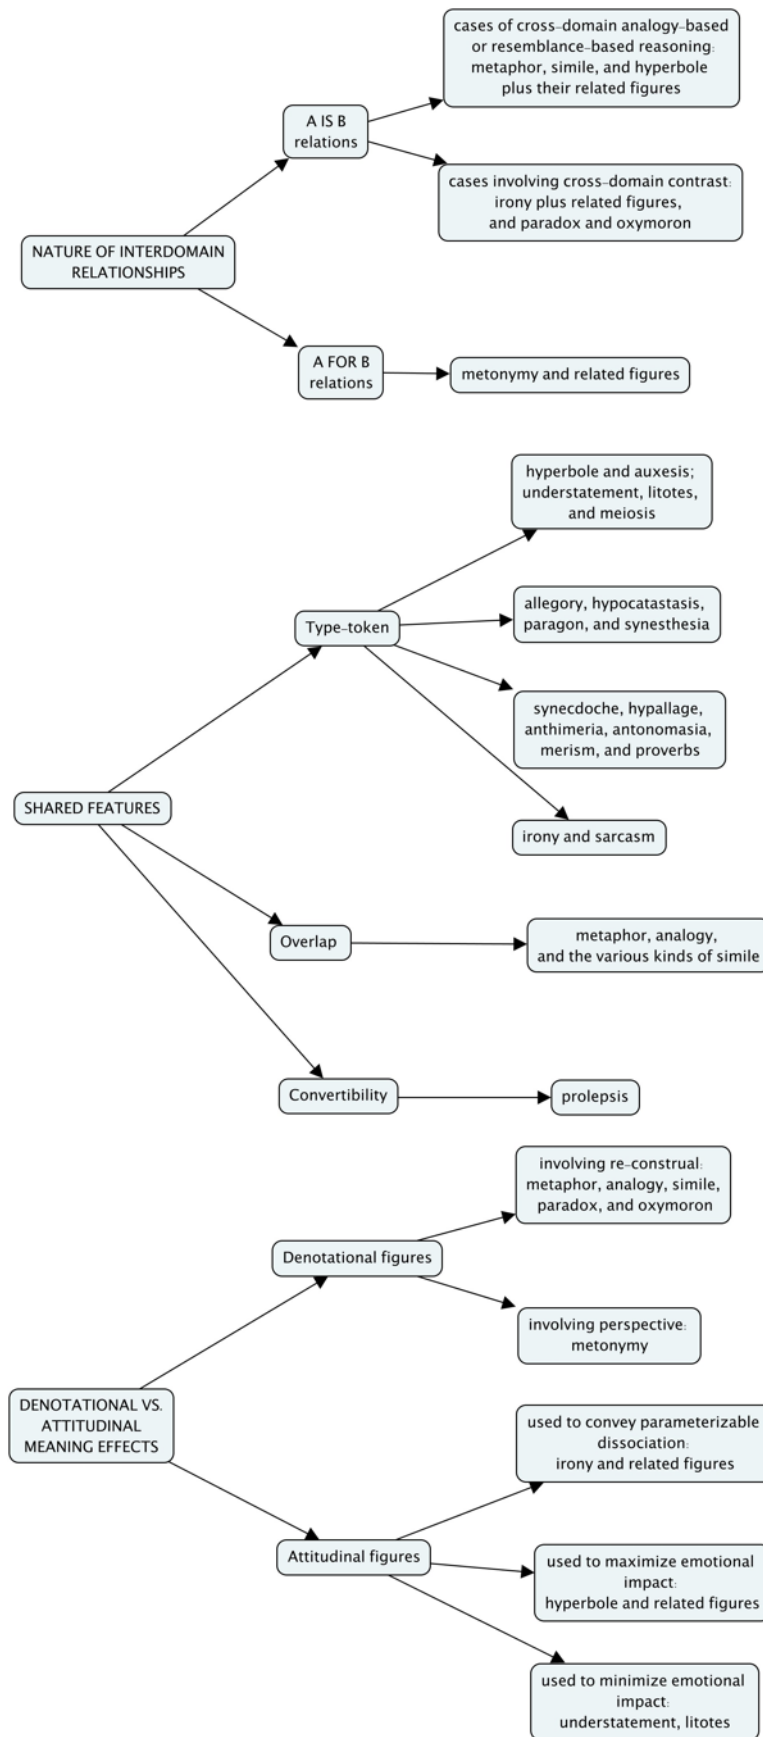 cases of cross-domain analogy-based
or resemblance-based reasoning:
metaphor, simile, and hyperbole
plus their related figures
A IS B
relations
cases involving cross-domain contrast:
irony plus related figures,
and paradox and oxymoron
NATURE OF INTERDOMAIN
RELATIONSHIPS
A FOR B
relations
metonymy and related figures
hyperbole and auxesis;
understatement, litotes,
and meiosis
allegory, hypocatastasis,
paragon, and synesthesia
Type-token
synecdoche, hypallage,
anthimeria, antonomasia,
merism, and proverbs
SHARED FEATURES
irony and sarcasm
Overlap
metaphor, analogy,
and the various kinds of simile
Convertibility
prolepsis
involving re-construal:
metaphor, analogy, simile,
paradox, and oxymoron
Denotational figures
involving perspective:
metonymy
DENOTATIONAL VS.
ATTITUDINAL
MEANING EFFECTS
used to convey parameterizable
dissociation:
irony and related figures
Attitudinal figures
used to maximize emotional
impact:
hyperbole and related figures
used to minimize emotional
impact:
understatement, litotes